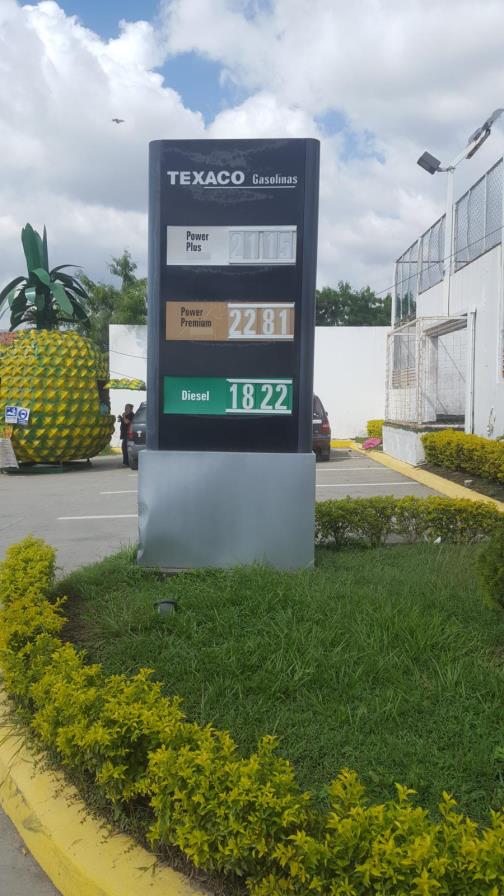 TEXACO Gasolinas
Power
Plus
21 15
Power
Premium
22 81
Diesel
18 22